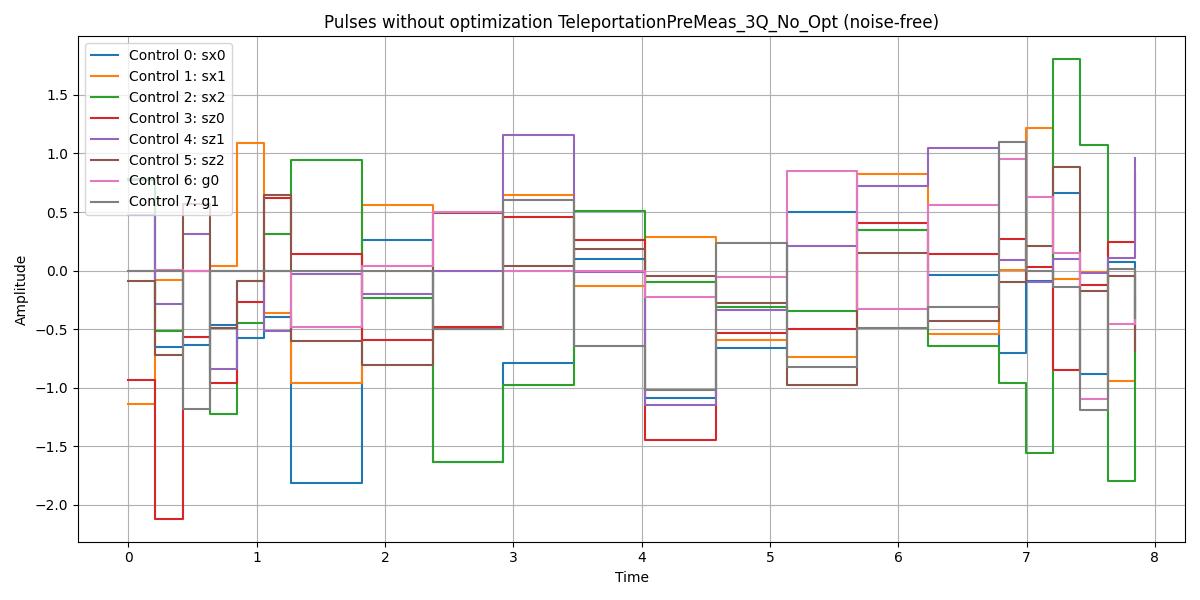 Pulses without optimization TeleportationPreMeas_3Q_No_Opt (noise-free)
Control 0: sx0
Control 1: sx1
Control 2: sx2
Control 3: sz0
Control 4: sz1
Control 5: sz2
Control 6: g0
Control 7: g1
1.5
1.0
0.5
0.0
−0.5
−1.0
−1.5
−2.0
Amplitude
0 1 2 3 4 5 6 7 8
Time